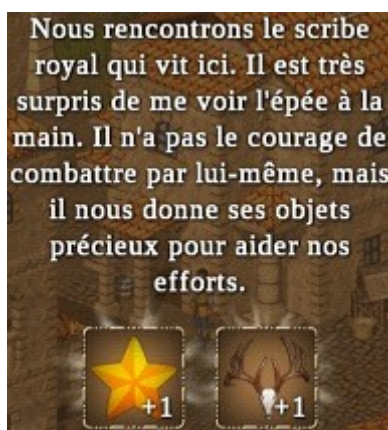 Nous rencontrons le scribe
royal qui vit ici. Il est très
surpris de me voir l'épée à la
main. Il n'a pas le courage de
combattre par lui-même, mais
il nous donne ses objets
précieux pour aider nos
efforts.
+1 +1